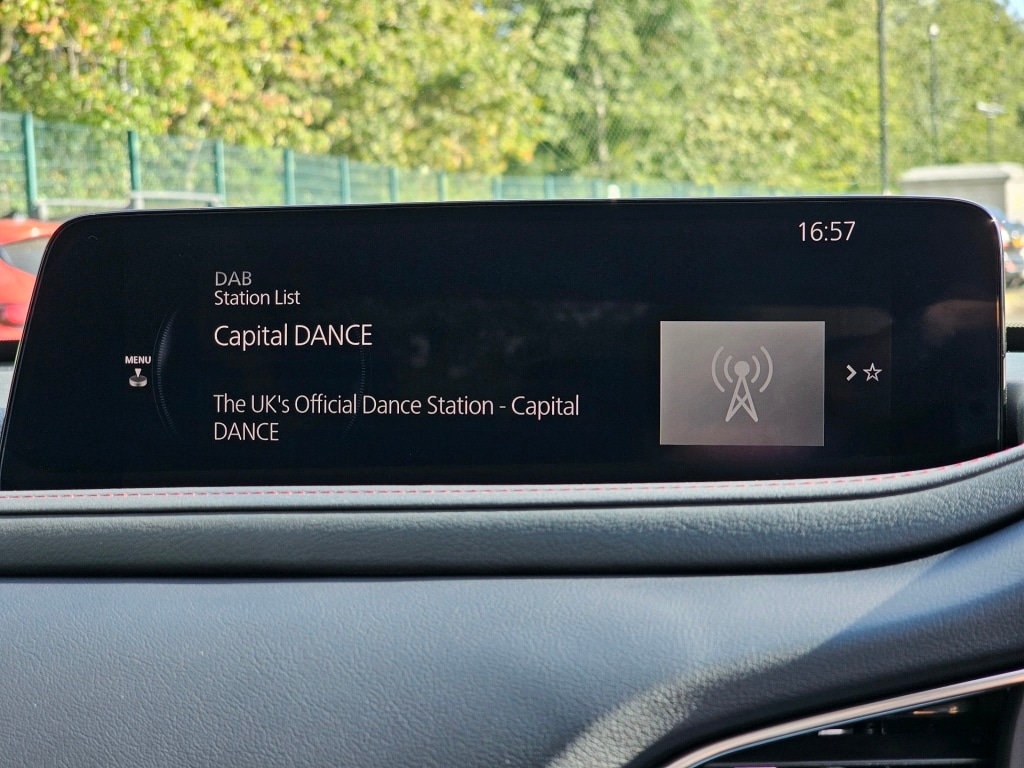 16:57
DAB
Station List
Capital DANCE
MENU
The UK's Official Dance Station - Capital
DANCE